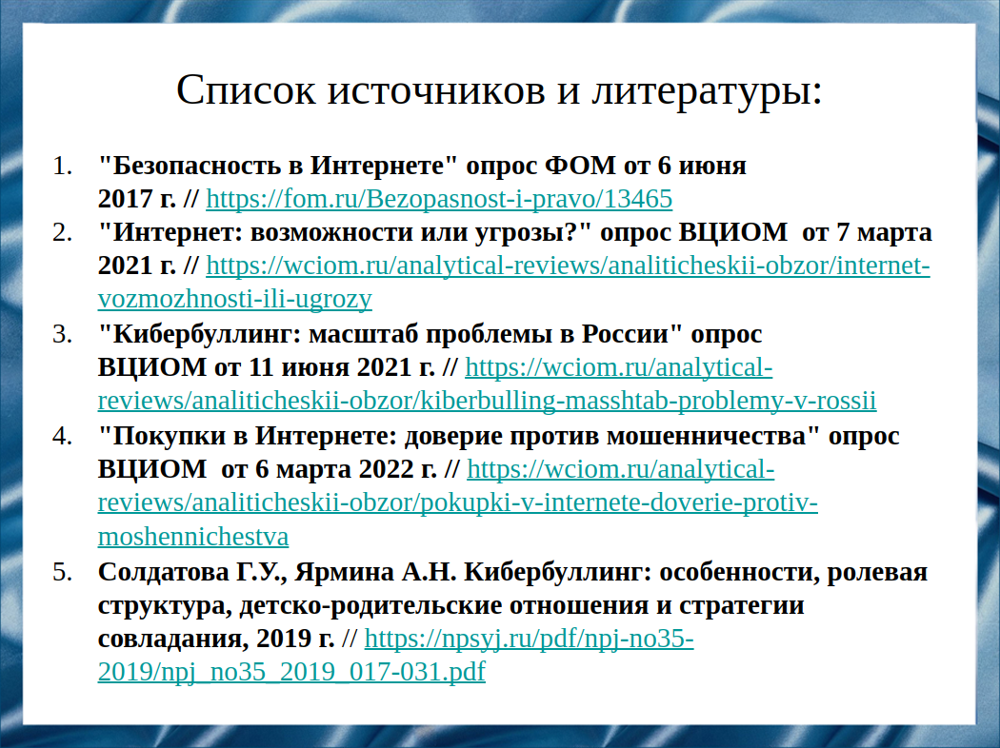 Список источников и литературы:
1. "Безопасность в Интернете" опрос ФОМ от 6 июня
2017 г. // https://fom.ru/Bezopasnost-i-pravo/13465
2. "Интернет: возможности или угрозы?" опрос ВЦИОМ  от 7 марта
2021 г. // https://wciom.ru/analytical-reviews/analiticheskii-obzor/internet-
vozmozhnosti-ili-ugrozy
3. "Кибербуллинг: масштаб проблемы в России" опрос
ВЦИОМ от 11 июня 2021 г. // https://wciom.ru/analytical-
reviews/analiticheskii-obzor/kiberbulling-masshtab-problemy-v-rossii
4. "Покупки в Интернете: доверие против мошенничества" опрос
ВЦИОМ  от 6 марта 2022 г. // https://wciom.ru/analytical-
reviews/analiticheskii-obzor/pokupki-v-internete-doverie-protiv-
moshennichestva
5. Солдатова Г.У., Ярмина А.Н. Кибербуллинг: особенности, ролевая
структура, детско-родительские отношения и стратегии
совладания, 2019 г. // https://npsyj.ru/pdf/npj-no35-
2019/npj_no35_2019_017-031.pdf